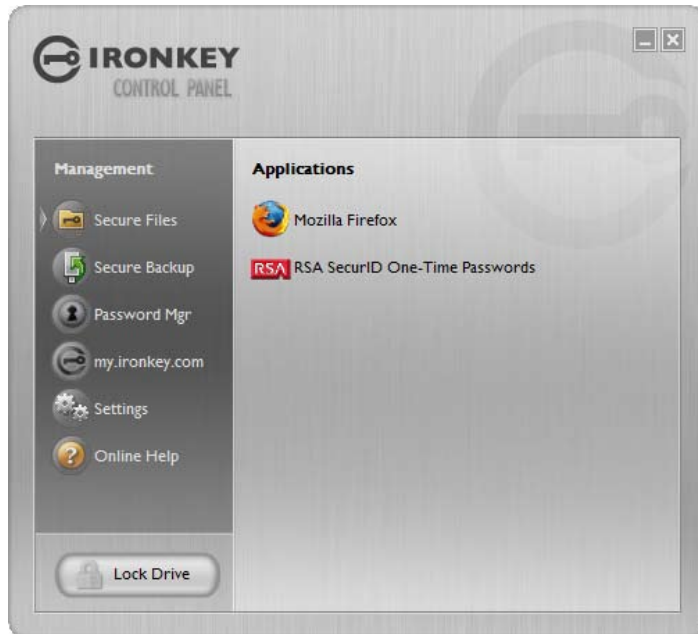 IRONKEY
CONTROL PANEL
Management
Secure Files
Secure Backup
Password Mgr
my.ironkey.com
Settings
Online Help
Lock Drive
Applications
Mozilla Firefox
RSA RSA SecurID One-Time Passwords